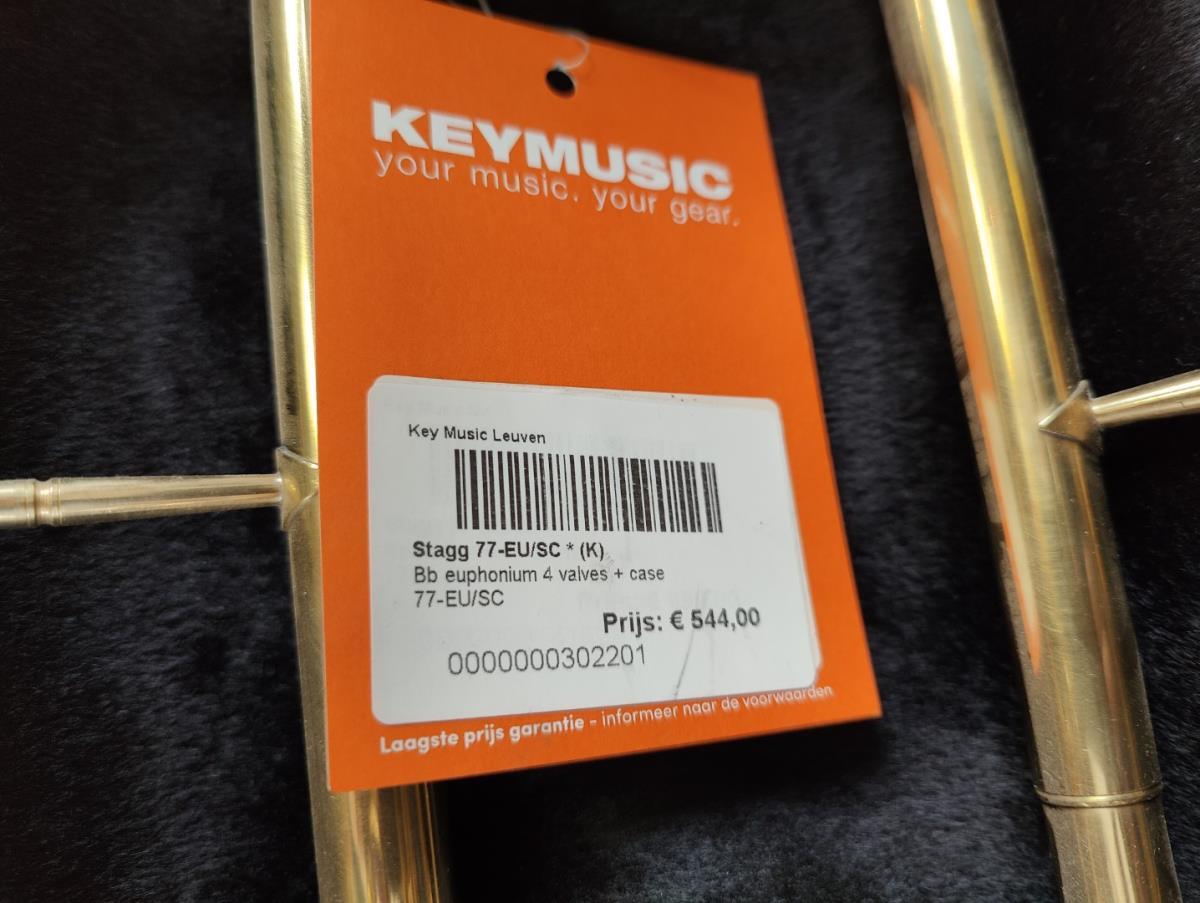 KEYMUSIC
your music. your gear.
Key Music Leuven
Stagg 77-EU/SC * (K)
Bb euphonium 4 valves + case
77-EU/SC
Prijs: € 544,00
0000000302201
Laagste prijs garantie - informeer naar de voorwaarden